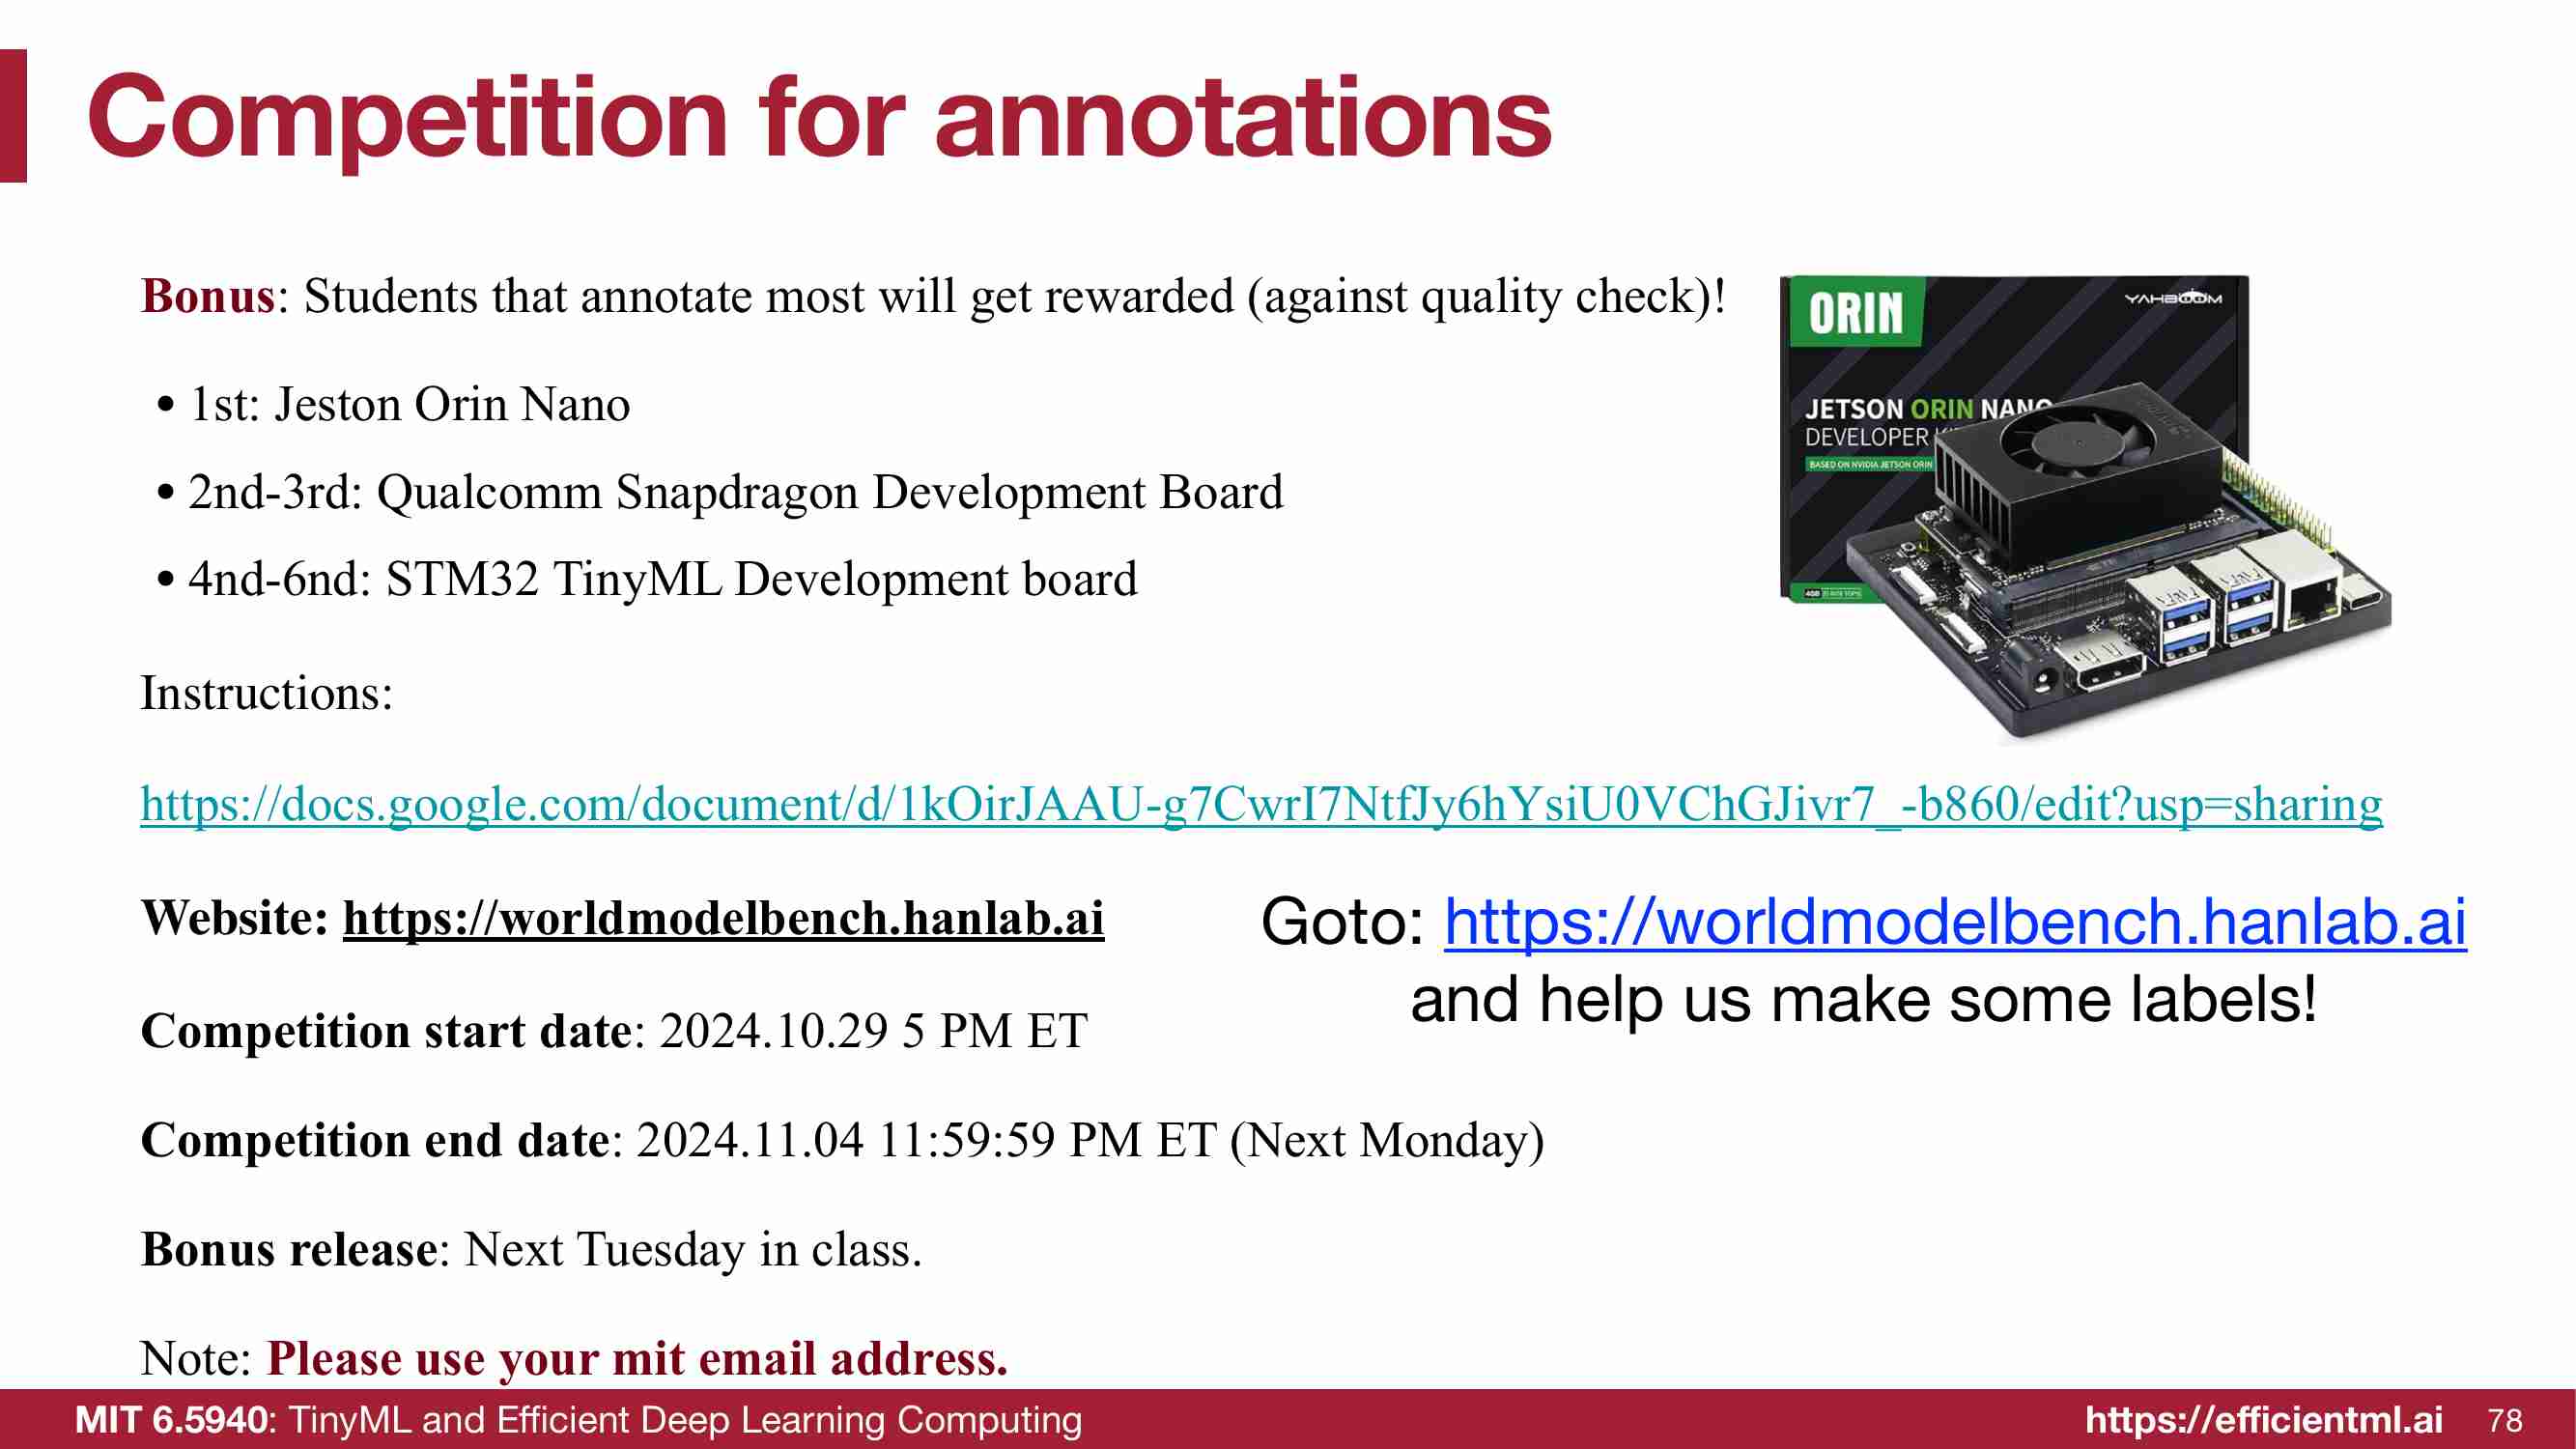 Competition for annotations
Bonus: Students that annotate most will get rewarded (against quality check)!
• 1st: Jeston Orin Nano
• 2nd-3rd: Qualcomm Snapdragon Development Board
• 4nd-6nd: STM32 TinyML Development board
ORIN
YAHBOOM
JETSON ORIN NANO
DEVELOPER
BASED ON NVIDIA JETSON ORIN
Instructions:
https://docs.google.com/document/d/1kOirJAAU-g7CwrI7NtfJy6hYsiU0VChGJivr7_-b860/edit?usp=sharing
Website: https://worldmodelbench.hanlab.ai
Goto: https://worldmodelbench.hanlab.ai
and help us make some labels!
Competition start date: 2024.10.29 5 PM ET
Competition end date: 2024.11.04 11:59:59 PM ET (Next Monday)
Bonus release: Next Tuesday in class.
Note: Please use your mit email address.
MIT 6.5940: TinyML and Efficient Deep Learning Computing
https://efficientml.ai 78